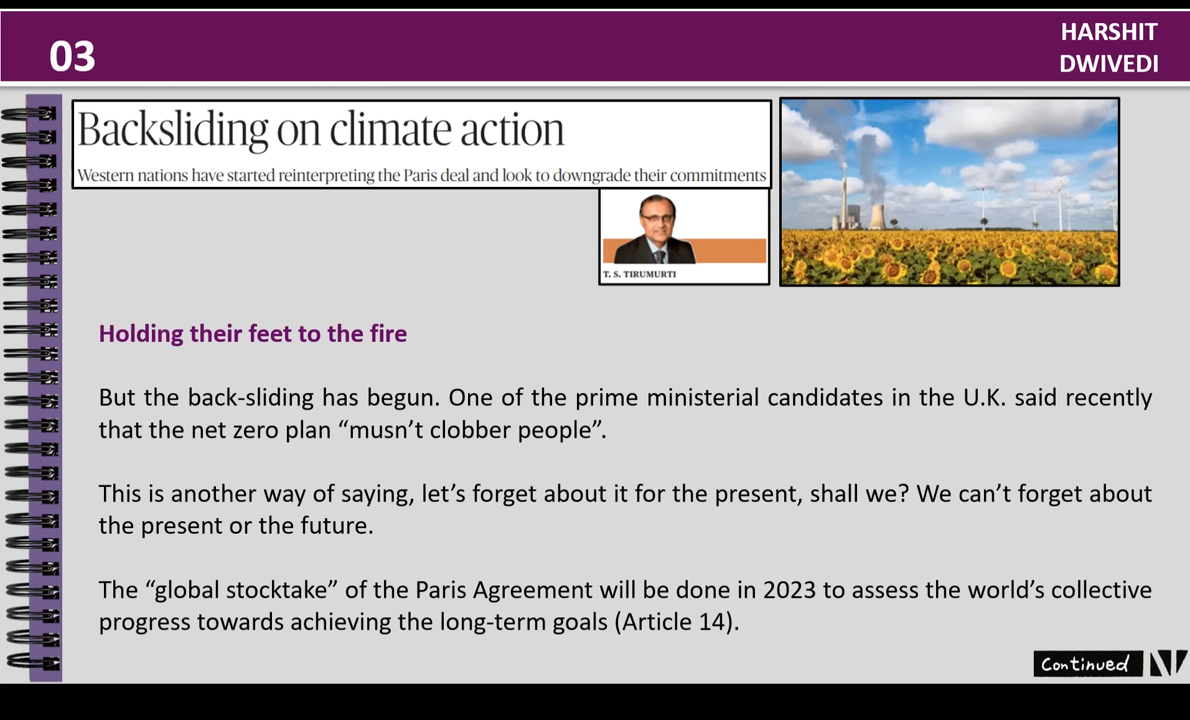 03
HARSHIT
DWIVEDI
Backsliding on climate action
Western nations have started reinterpreting the Paris deal and look to downgrade their commitments
T. S. TIRUMURTI
Holding their feet to the fire
But the back-sliding has begun. One of the prime ministerial candidates in the U.K. said recently
that the net zero plan “musn’t clobber people”.
This is another way of saying, let’s forget about it for the present, shall we? We can’t forget about
the present or the future.
The “global stocktake” of the Paris Agreement will be done in 2023 to assess the world’s collective
progress towards achieving the long-term goals (Article 14).
Continued